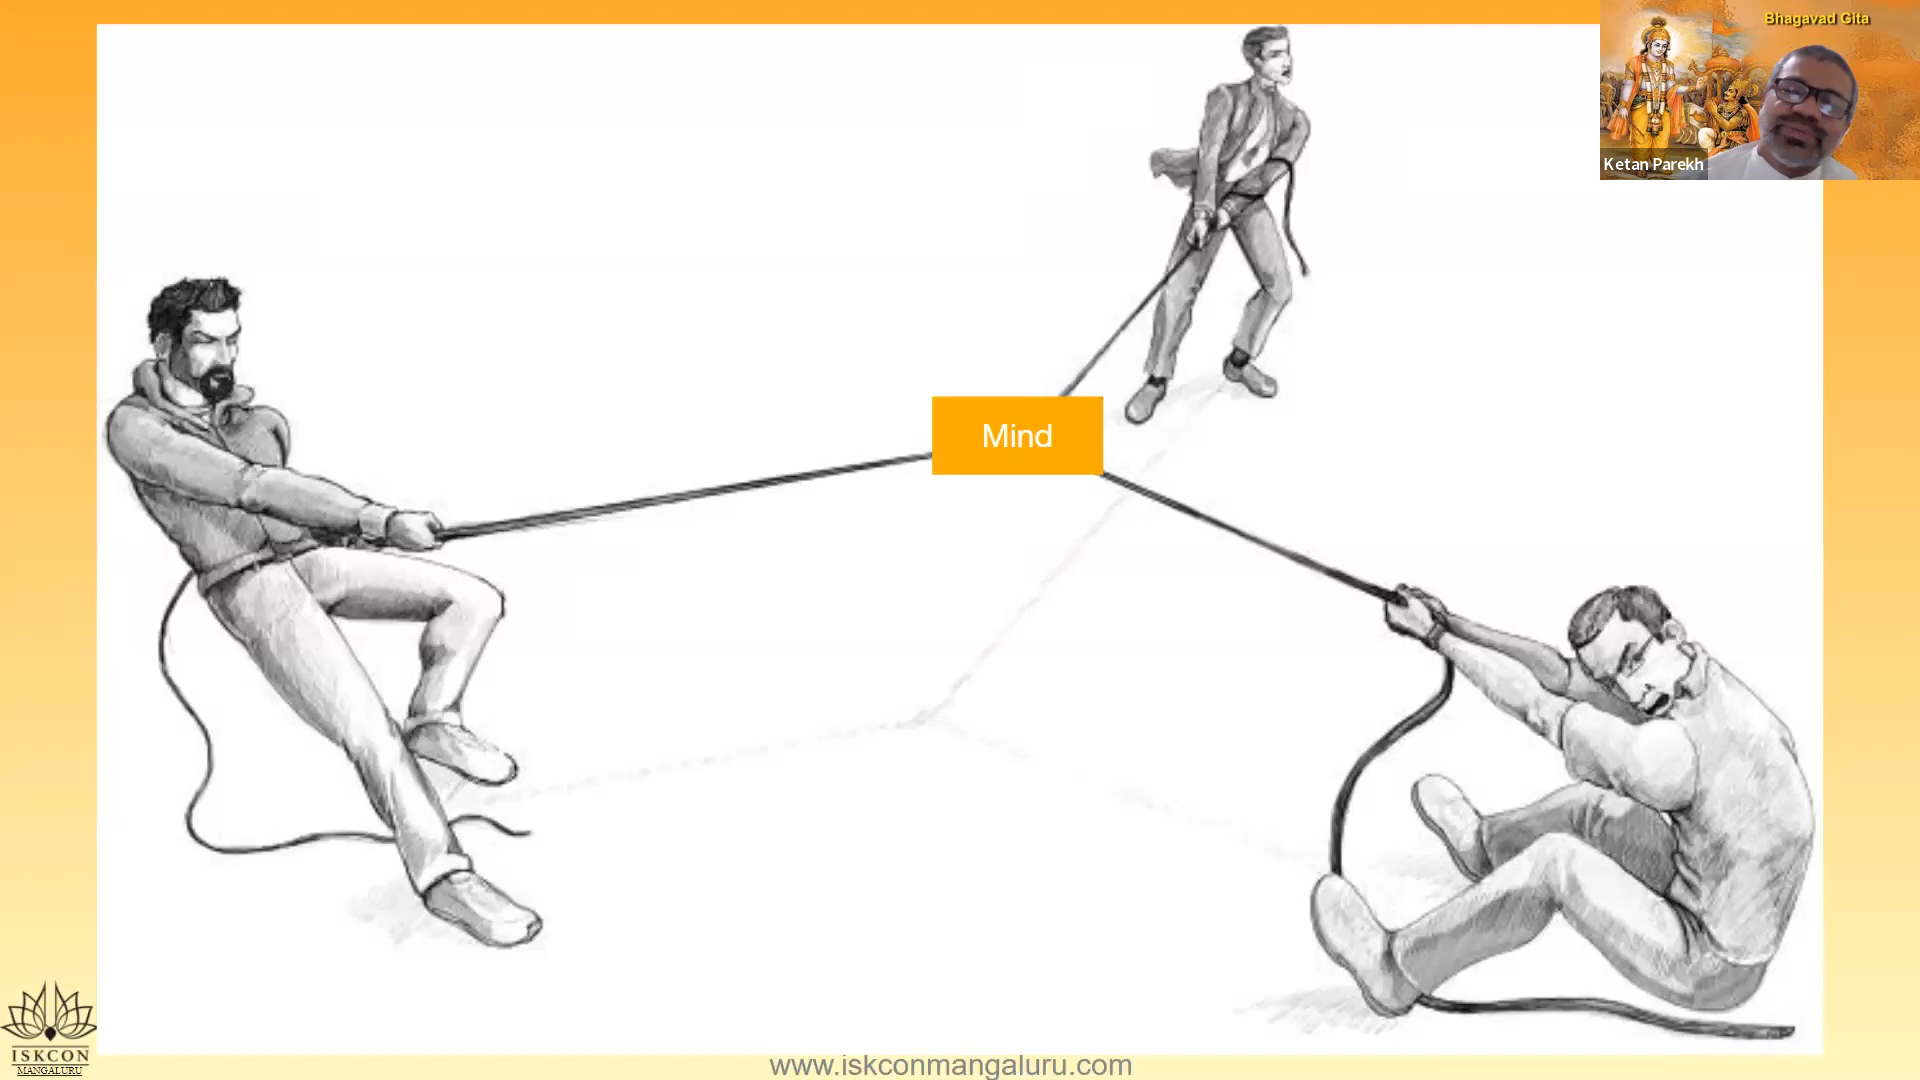 Bhagavad Gita
Ketan Parekh
Mind
ISKCON
MANGALURU
www.iskconmangaluru.com